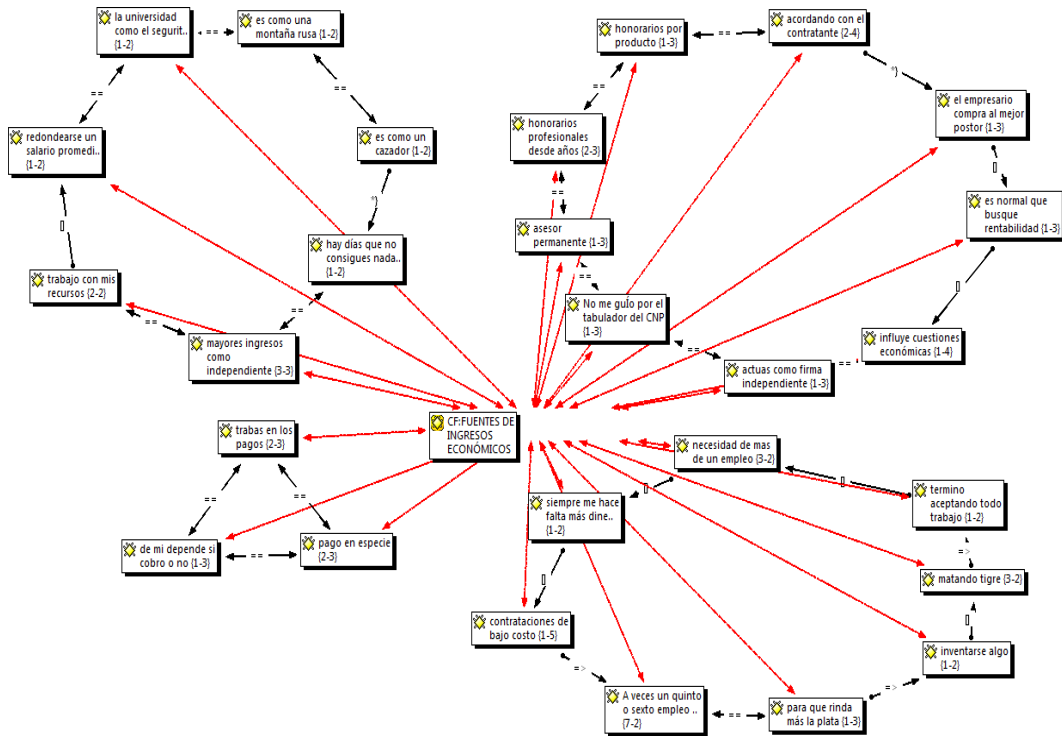 la universidad
como el segurit..
{1-2}
==
es como una
montaña rusa {1-2}
==
==
redondearse un
salario promedi..
{1-2}
es como un
cazador {1-2}
*}
[]
hay días que no
consigues nada..
{1-2}
trabajo con mis
recursos {2-2}
==
==
mayores ingresos
como
independiente {3-3}
honorarios por
producto {1-3}
==
acordando con el
contratante {2-4}
*}
==
el empresario
compra al mejor
postor {1-3}
honorarios
profesionales
desde años {2-3}
[]
==
es normal que
busque
rentabilidad {1-3}
asesor
permanente {1-3}
==
[]
No me guío por el
tabulador del CNP
{1-3}
influye cuestiones
económicas {1-4}
==
==
actuas como firma
independiente {1-3}
CF:FUENTES DE
INGRESOS
ECONÓMICOS
trabas en los
pagos {2-3}
==
==
de mi depende si
cobro o no {1-3}
==
pago en especie
{2-3}
necesidad de mas
de un empleo {3-2}
[]
[]
siempre me hace
falta más dine..
{1-2}
termino
aceptando todo
trabajo {1-2}
[]
=>
matando tigre {3-2}
contrataciones de
bajo costo {1-5}
[]
inventarse algo
{1-2}
=>
=>
A veces un quinto
o sexto empleo ..
{7-2}
==
para que rinda
más la plata {1-3}